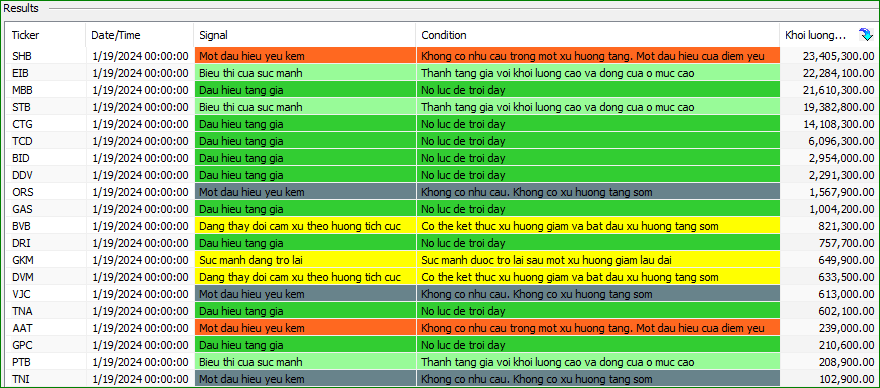 Results
Ticker Date/Time Signal Condition Khoi luong...
SHB 1/19/2024 00:00:00 Mot dau hieu yeu kem Khong co nhu cau trong mot xu huong tang. Mot dau hieu cua diem yeu 23,405,300.00
EIB 1/19/2024 00:00:00 Bieu thi cua suc manh Thanh tang gia voi khoi luong cao va dong cua o muc cao 22,284,100.00
MBB 1/19/2024 00:00:00 Dau hieu tang gia No luc de troi day 21,610,300.00
STB 1/19/2024 00:00:00 Bieu thi cua suc manh Thanh tang gia voi khoi luong cao va dong cua o muc cao 19,382,800.00
CTG 1/19/2024 00:00:00 Dau hieu tang gia No luc de troi day 14,108,300.00
TCD 1/19/2024 00:00:00 Dau hieu tang gia No luc de troi day 6,096,300.00
BID 1/19/2024 00:00:00 Dau hieu tang gia No luc de troi day 2,954,000.00
DDV 1/19/2024 00:00:00 Dau hieu tang gia No luc de troi day 2,291,300.00
ORS 1/19/2024 00:00:00 Mot dau hieu yeu kem Khong co nhu cau. Khong co xu huong tang som 1,567,900.00
GAS 1/19/2024 00:00:00 Dau hieu tang gia No luc de troi day 1,004,200.00
BVB 1/19/2024 00:00:00 Dang thay doi cam xu theo huong tich cuc Co the ket thuc xu huong giam va bat dau xu huong tang som 821,300.00
DRI 1/19/2024 00:00:00 Dau hieu tang gia No luc de troi day 757,700.00
GKM 1/19/2024 00:00:00 Suc manh dang tro lai Suc manh duoc tro lai sau mot xu huong giam lau dai 649,900.00
DVM 1/19/2024 00:00:00 Dang thay doi cam xu theo huong tich cuc Co the ket thuc xu huong giam va bat dau xu huong tang som 633,500.00
VJC 1/19/2024 00:00:00 Mot dau hieu yeu kem Khong co nhu cau. Khong co xu huong tang som 613,000.00
TNA 1/19/2024 00:00:00 Dau hieu tang gia No luc de troi day 602,100.00
AAT 1/19/2024 00:00:00 Mot dau hieu yeu kem Khong co nhu cau trong mot xu huong tang. Mot dau hieu cua diem yeu 239,000.00
GPC 1/19/2024 00:00:00 Dau hieu tang gia No luc de troi day 210,600.00
PTB 1/19/2024 00:00:00 Bieu thi cua suc manh Thanh tang gia voi khoi luong cao va dong cua o muc cao 208,900.00
TNI 1/19/2024 00:00:00 Mot dau hieu yeu kem Khong co nhu cau. Khong co xu huong tang som 102,900.00